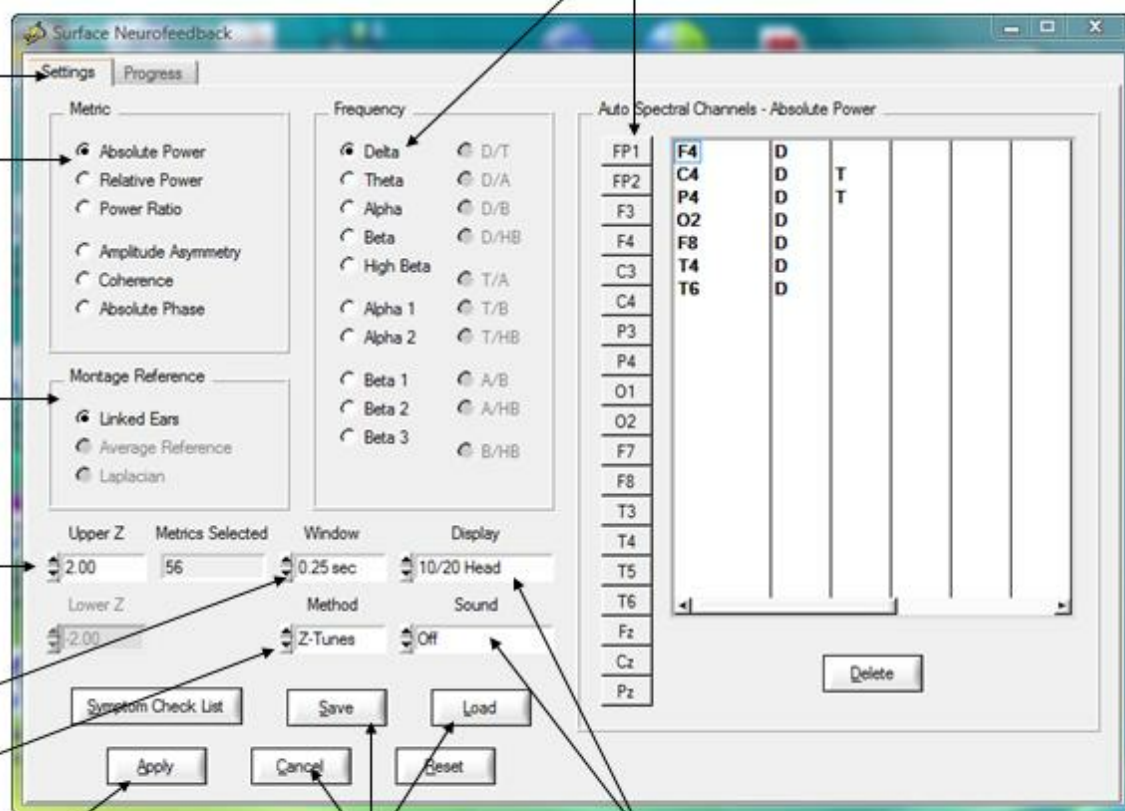 Surface Neurofeedback
Settings Progress
Metric
Absolute Power
Relative Power
Power Ratio
Amplitude Asymmetry
Coherence
Absolute Phase
Montage Reference
Linked Ears
Average Reference
Laplacian
Frequency
Delta D/T
Theta D/A
Alpha D/B
Beta D/HB
High Beta
T/A
Alpha 1 T/B
Alpha 2 T/HB
Beta 1 A/B
Beta 2 A/HB
Beta 3
B/HB
Upper Z Metrics Selected Window Display
2.00 56 0.25 sec 10/20 Head
Lower Z Method Sound
-2.00 Z-Tunes Off
Symptom Check List Save Load
Apply Cancel Reset
Auto Spectral Channels - Absolute Power
FP1
FP2
F3
F4
C3
C4
P3
P4
O1
O2
F7
F8
T3
T4
T5
T6
Fz
Cz
Pz
F4 D
C4 D T
P4 D T
O2 D
F8 D
T4 D
T6 D
Delete